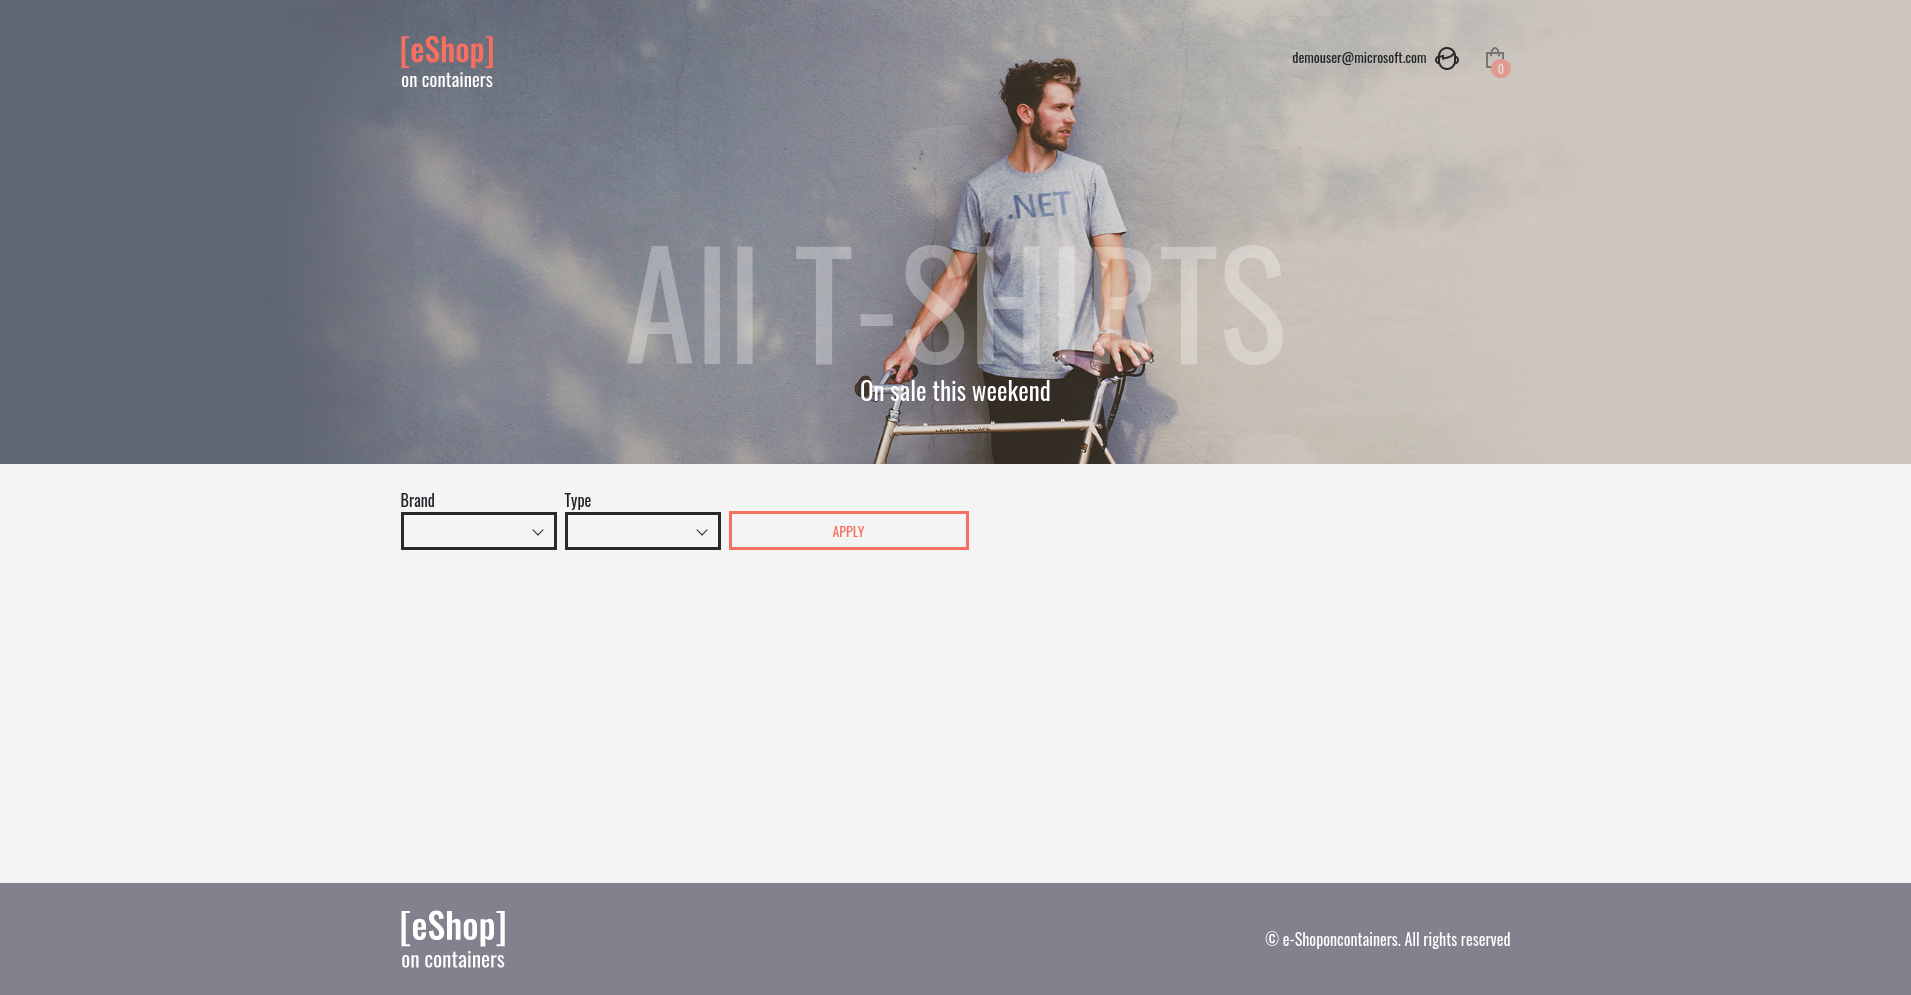 [eShop]
on containers
demouser@microsoft.com
0
.NET
All T-SHIRTS
On sale this weekend
Brand
Type
APPLY
[eShop]
on containers
© e-Shoponcontainers. All rights reserved